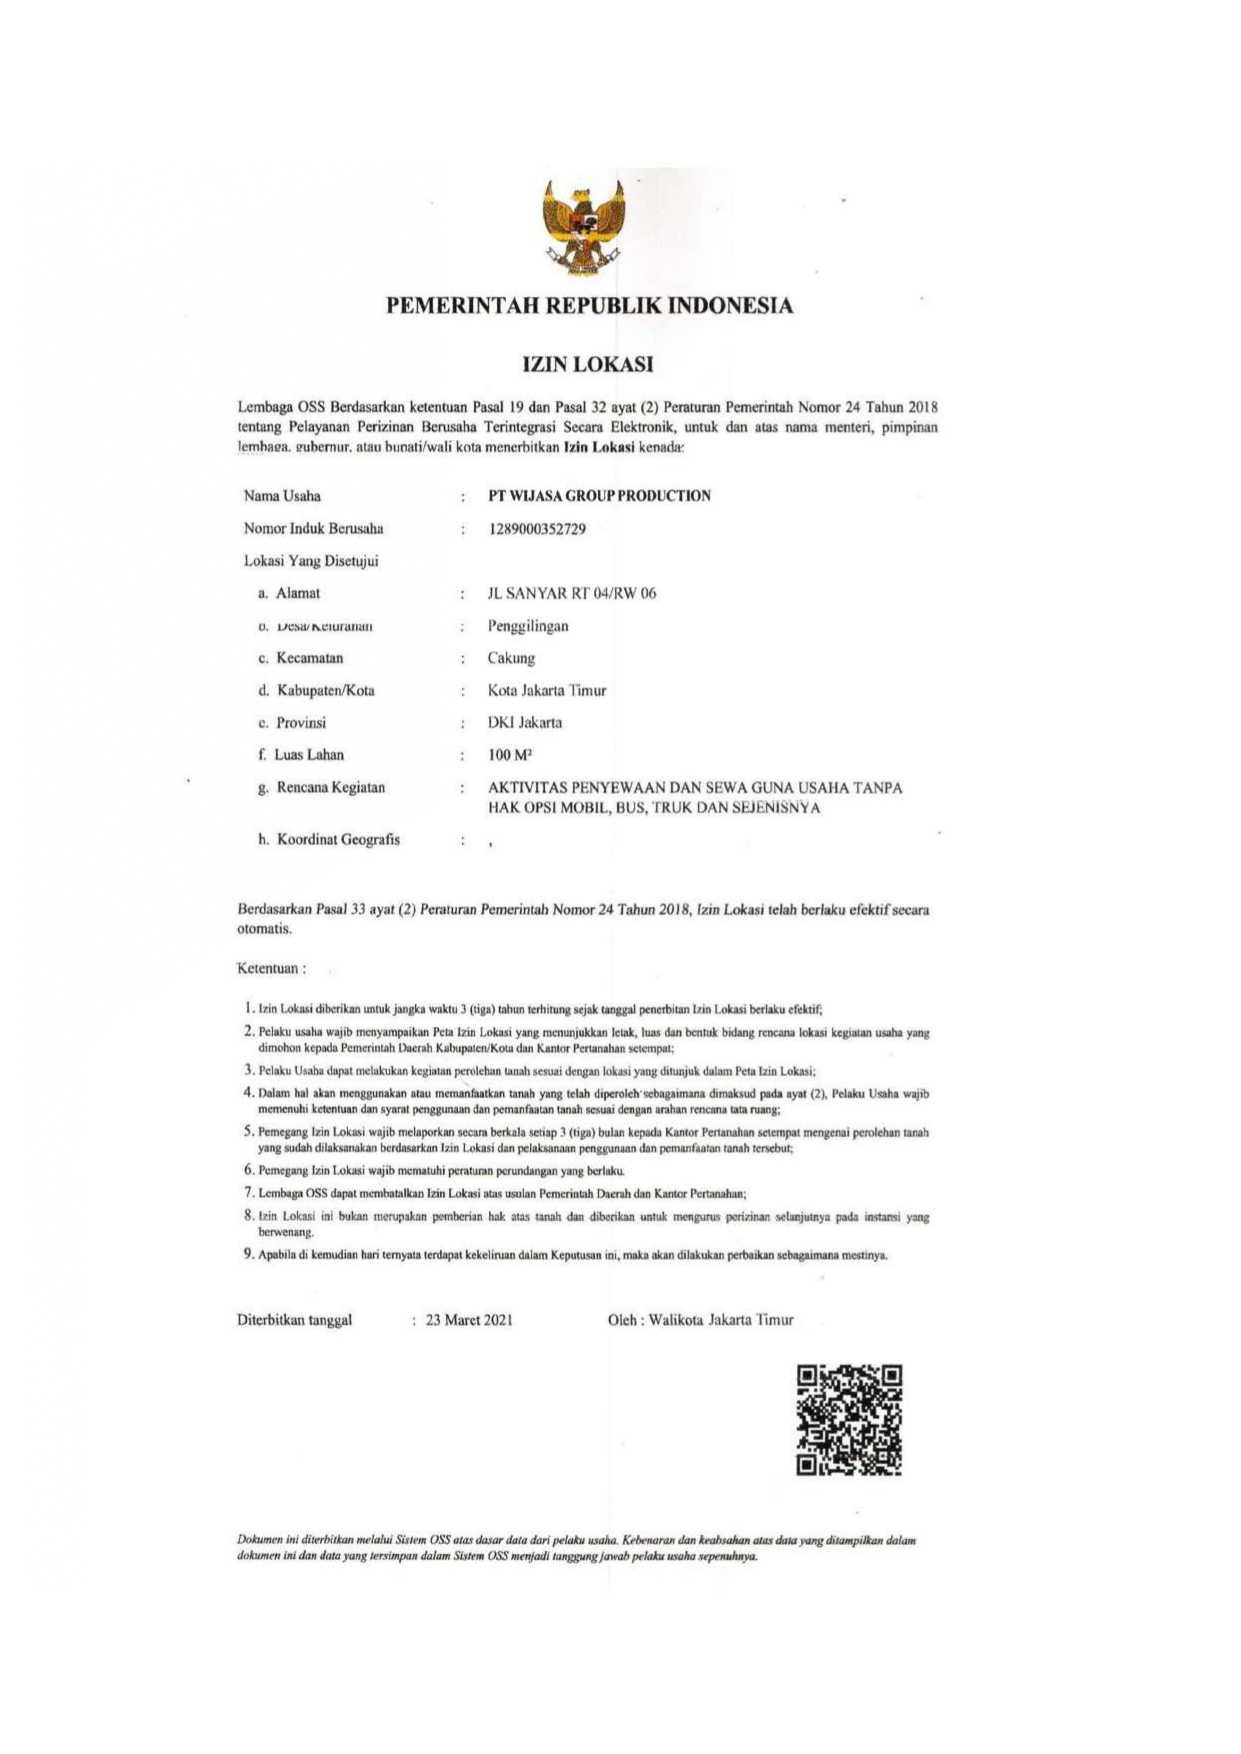 PEMERINTAH REPUBLIK INDONESIA
IZIN LOKASI
Lembaga OSS Berdasarkan ketentuan Pasal 19 dan Pasal 32 ayat (2) Peraturan Pemerintah Nomor 24 Tahun 2018
tentang Pelayanan Perizinan Berusaha Terintegrasi Secara Elektronik, untuk dan atas nama menteri, pimpinan
lembaga, gubernur, atau bupati/wali kota menerbitkan Izin Lokasi kepada:
Nama Usaha : PT WIJASA GROUP PRODUCTION
Nomor Induk Berusaha : 1289000352729
Lokasi Yang Disetujui
a. Alamat : JL SANYAR RT 04/RW 06
b. Desa/Kelurahan : Penggilingan
c. Kecamatan : Cakung
d. Kabupaten/Kota : Kota Jakarta Timur
e. Provinsi : DKI Jakarta
f. Luas Lahan : 100 M²
g. Rencana Kegiatan : AKTIVITAS PENYEWAAN DAN SEWA GUNA USAHA TANPA
HAK OPSI MOBIL, BUS, TRUK DAN SEJENISNYA
h. Koordinat Geografis : ,
Berdasarkan Pasal 33 ayat (2) Peraturan Pemerintah Nomor 24 Tahun 2018, Izin Lokasi telah berlaku efektif secara
otomatis.
Ketentuan :
1. Izin Lokasi diberikan untuk jangka waktu 3 (tiga) tahun terhitung sejak tanggal penerbitan Izin Lokasi berlaku efektif;
2. Pelaku usaha wajib menyampaikan Peta Izin Lokasi yang menunjukkan letak, luas dan bentuk bidang rencana lokasi kegiatan usaha yang
dimohon kepada Pemerintah Daerah Kabupaten/Kota dan Kantor Pertanahan setempat;
3. Pelaku Usaha dapat melakukan kegiatan perolehan tanah sesuai dengan lokasi yang ditunjuk dalam Peta Izin Lokasi;
4. Dalam hal akan menggunakan atau memanfaatkan tanah yang telah diperoleh sebagaimana dimaksud pada ayat (2), Pelaku Usaha wajib
memenuhi ketentuan dan syarat penggunaan dan pemanfaatan tanah sesuai dengan arahan rencana tata ruang;
5. Pemegang Izin Lokasi wajib melaporkan secara berkala setiap 3 (tiga) bulan kepada Kantor Pertanahan setempat mengenai perolehan tanah
yang sudah dilaksanakan berdasarkan Izin Lokasi dan pelaksanaan penggunaan dan pemanfaatan tanah tersebut;
6. Pemegang Izin Lokasi wajib mematuhi peraturan perundangan yang berlaku.
7. Lembaga OSS dapat membatalkan Izin Lokasi atas usulan Pemerintah Daerah dan Kantor Pertanahan;
8. Izin Lokasi ini bukan merupakan pemberian hak atas tanah dan diberikan untuk mengurus perizinan selanjutnya pada instansi yang
berwenang.
9. Apabila di kemudian hari ternyata terdapat kekeliruan dalam Keputusan ini, maka akan dilakukan perbaikan sebagaimana mestinya.
Diterbitkan tanggal : 23 Maret 2021 Oleh : Walikota Jakarta Timur
Dokumen ini diterbitkan melalui Sistem OSS atas dasar data dari pelaku usaha. Kebenaran dan keabsahan atas data yang ditampilkan dalam
dokumen ini dan data yang tersimpan dalam Sistem OSS menjadi tanggung jawab pelaku usaha sepenuhnya.